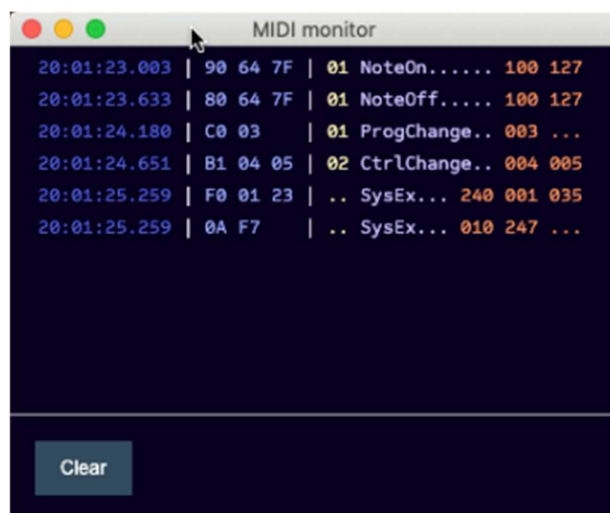 MIDI monitor
20:01:23.003 | 90 64 7F | 01 NoteOn...... 100 127
20:01:23.633 | 80 64 7F | 01 NoteOff..... 100 127
20:01:24.180 | C0 03    | 01 ProgChange.. 003 ...
20:01:24.651 | B1 04 05 | 02 CtrlChange.. 004 005
20:01:25.259 | F0 01 23 | .. SysEx... 240 001 035
20:01:25.259 | 0A F7    | .. SysEx... 010 247 ...
Clear